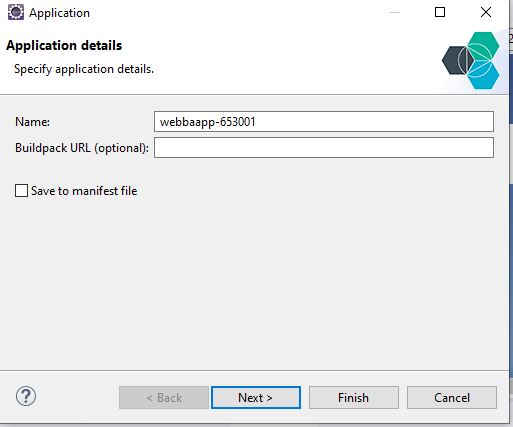 Application
Application details
Specify application details.
Name: webbaapp-653001
Buildpack URL (optional):
Save to manifest file
? < Back Next > Finish Cancel
2